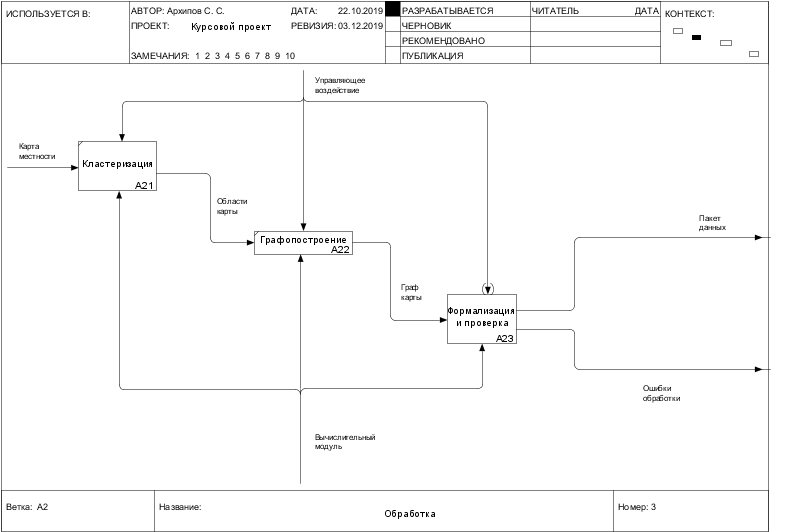 ИСПОЛЬЗУЕТСЯ В:
АВТОР: Архипов С. С.
ДАТА: 22.10.2019
ПРОЕКТ: Курсовой проект
РЕВИЗИЯ: 03.12.2019
ЗАМЕЧАНИЯ: 1 2 3 4 5 6 7 8 9 10
РАЗРАБАТЫВАЕТСЯ
ЧЕРНОВИК
РЕКОМЕНДОВАНО
ПУБЛИКАЦИЯ
ЧИТАТЕЛЬ
ДАТА
КОНТЕКСТ:
Управляющее
воздействие
Карта
местности
Кластеризация
A21
Области
карты
Графопостроение
A22
Граф
карты
Формализация
и проверка
A23
Пакет
данных
Ошибки
обработки
Вычислительный
модуль
Ветка: A2
Название:
Обработка
Номер: 3